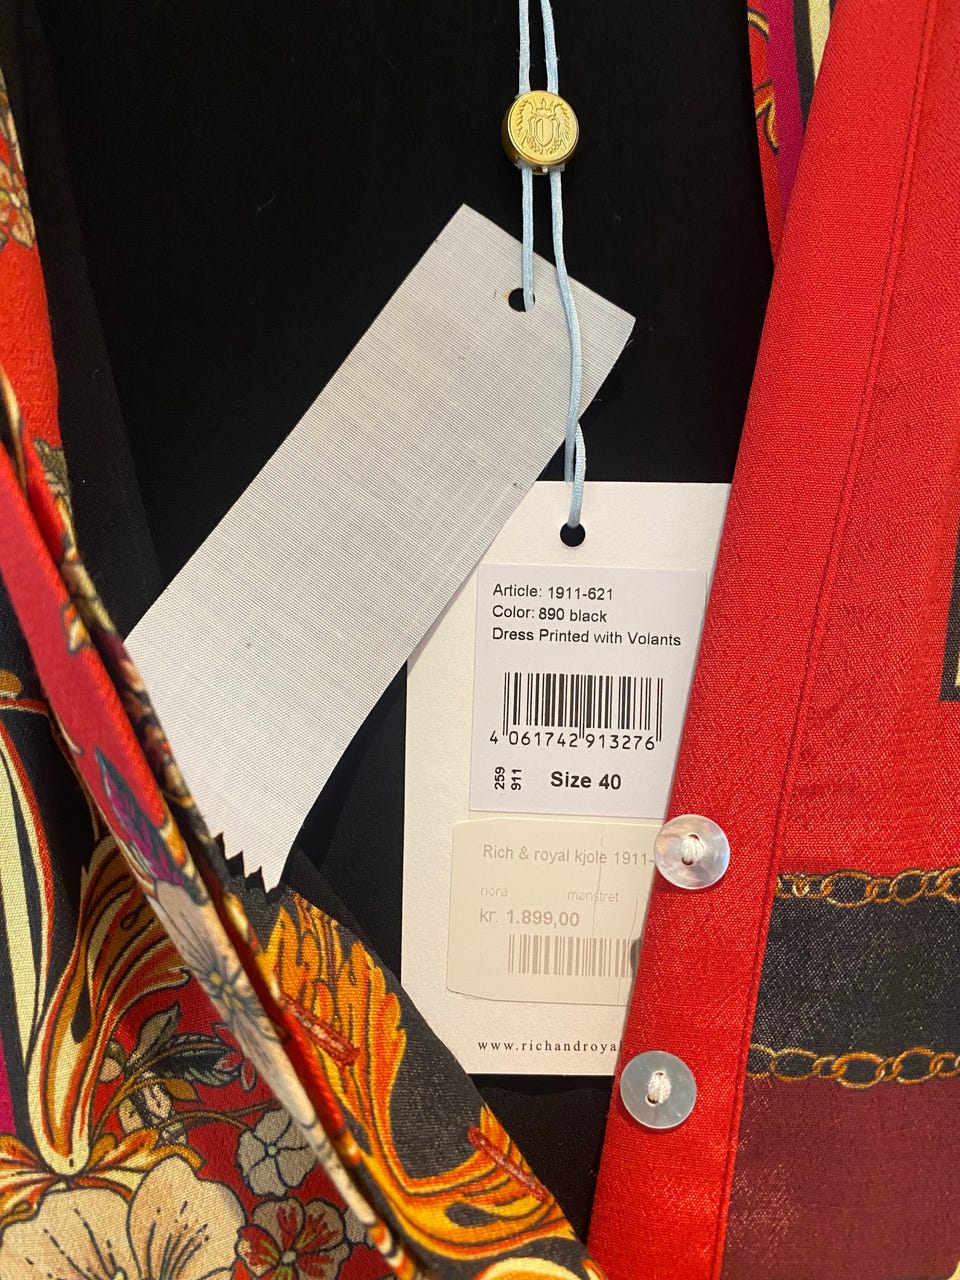 Article: 1911-621
Color: 890 black
Dress Printed with Volants
4 061742 913276
259
911
Size 40
Rich & royal kjole 1911-
nora mønstret
kr. 1.899,00
www.richandroya